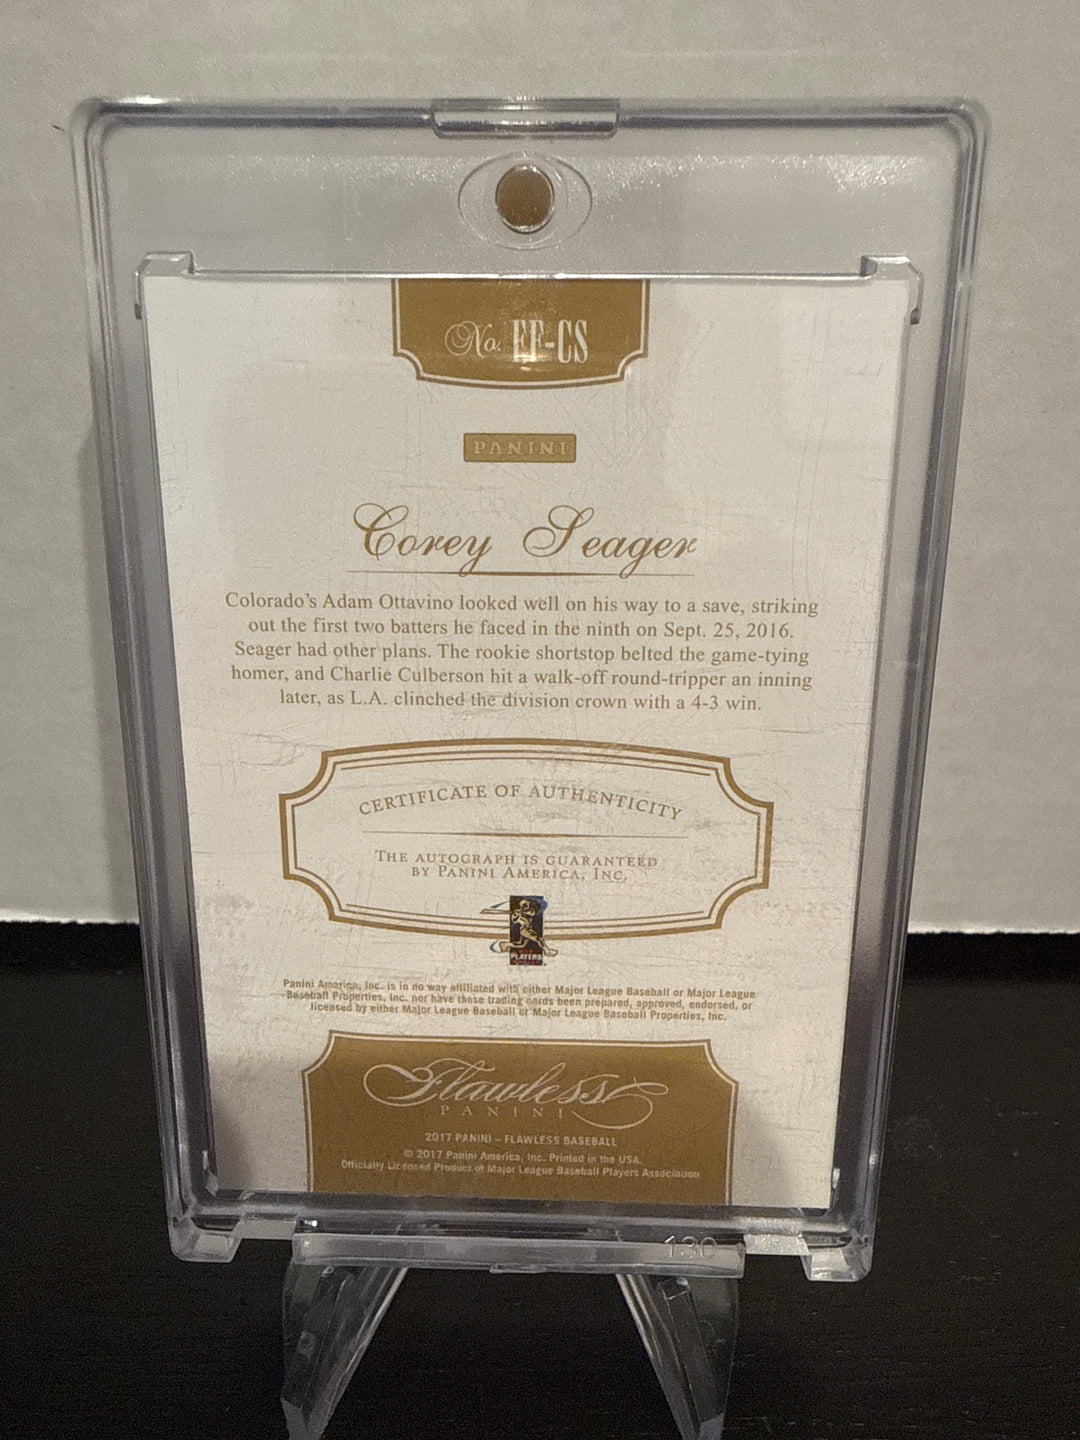 No. FF-CS
PANINI
Corey Seager
Colorado's Adam Ottavino looked well on his way to a save, striking
out the first two batters he faced in the ninth on Sept. 25, 2016.
Seager had other plans. The rookie shortstop belted the game-tying
homer, and Charlie Culberson hit a walk-off round-tripper an inning
later, as L.A. clinched the division crown with a 4-3 win.
CERTIFICATE OF AUTHENTICITY
THE AUTOGRAPH IS GUARANTEED
BY PANINI AMERICA, INC.
PLAYERS
Panini America, Inc. is in no way affiliated with either Major League Baseball or Major League
Baseball Properties, Inc. nor have these trading cards been prepared, approved, endorsed, or
licensed by either Major League Baseball or Major League Baseball Properties, Inc.
Flawless
PANINI
2017 PANINI – FLAWLESS BASEBALL
© 2017 Panini America, Inc. Printed in the USA.
Officially Licensed Product of Major League Baseball Players Association
130